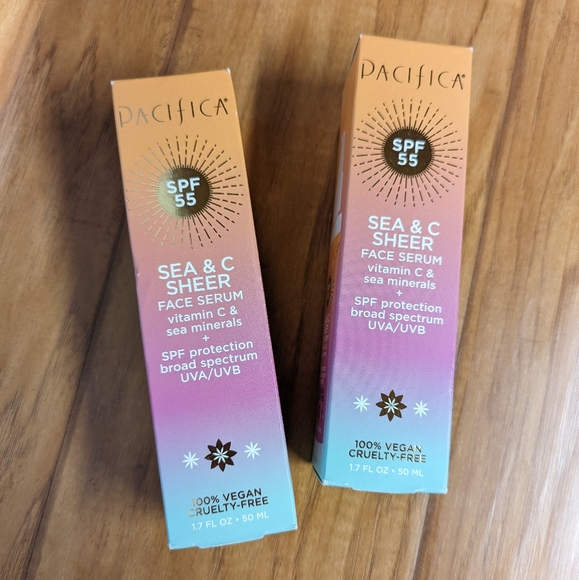 PACIFICA®
SPF
55
SEA & C
SHEER
FACE SERUM
vitamin C &
sea minerals
+
SPF protection
broad spectrum
UVA/UVB
100% VEGAN
CRUELTY-FREE
1.7 FL OZ • 50 ML
PACIFICA®
SPF
55
SEA & C
SHEER
FACE SERUM
vitamin C &
sea minerals
+
SPF protection
broad spectrum
UVA/UVB
100% VEGAN
CRUELTY-FREE
1.7 FL OZ • 50 ML